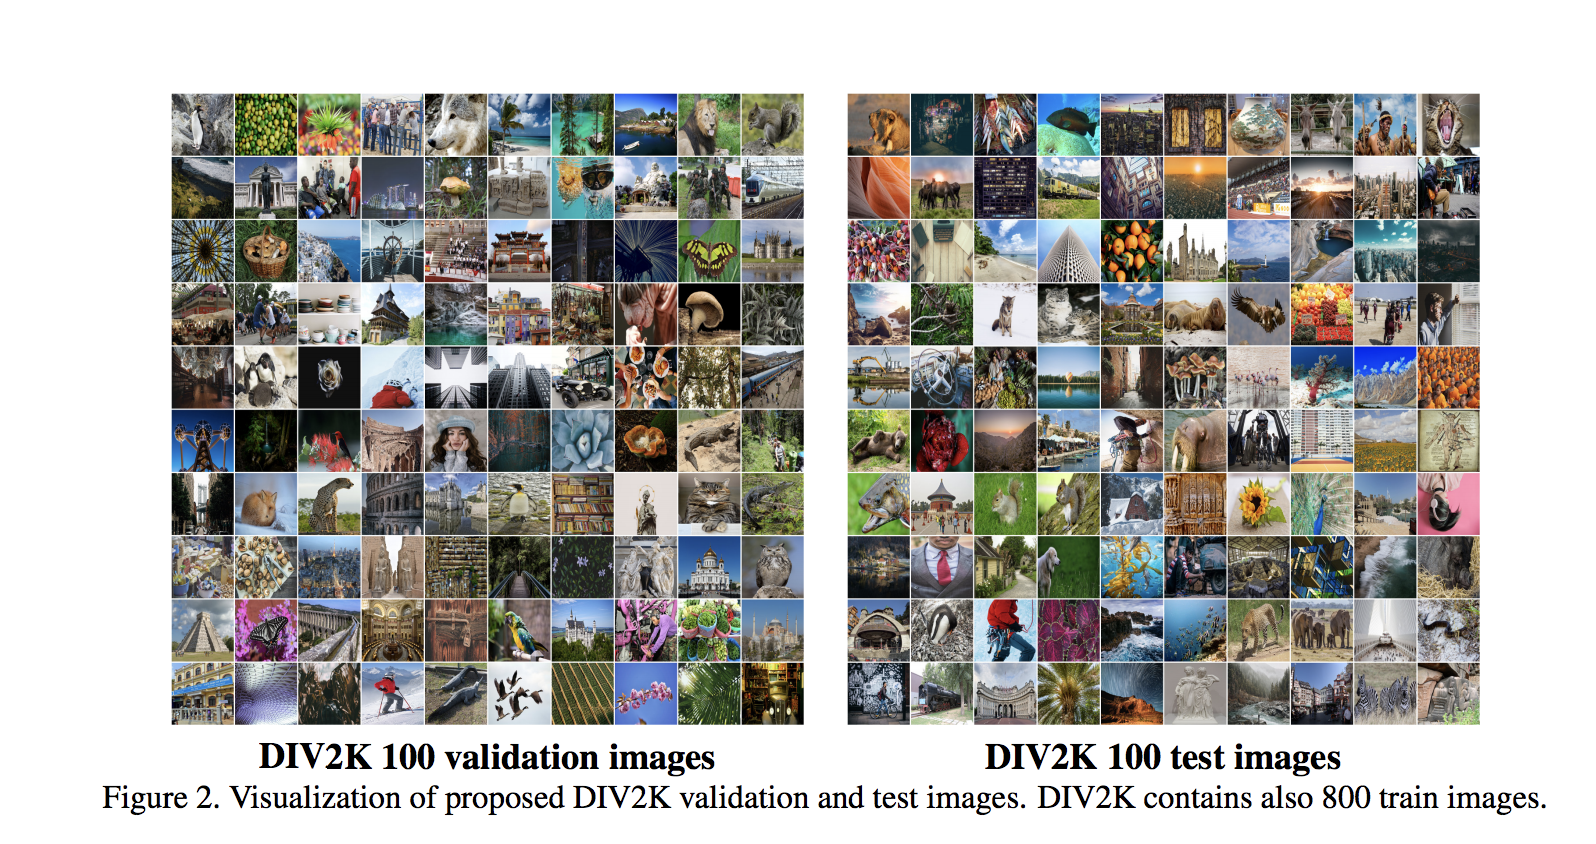 DIV2K 100 validation images
DIV2K 100 test images
Figure 2. Visualization of proposed DIV2K validation and test images. DIV2K contains also 800 train images.